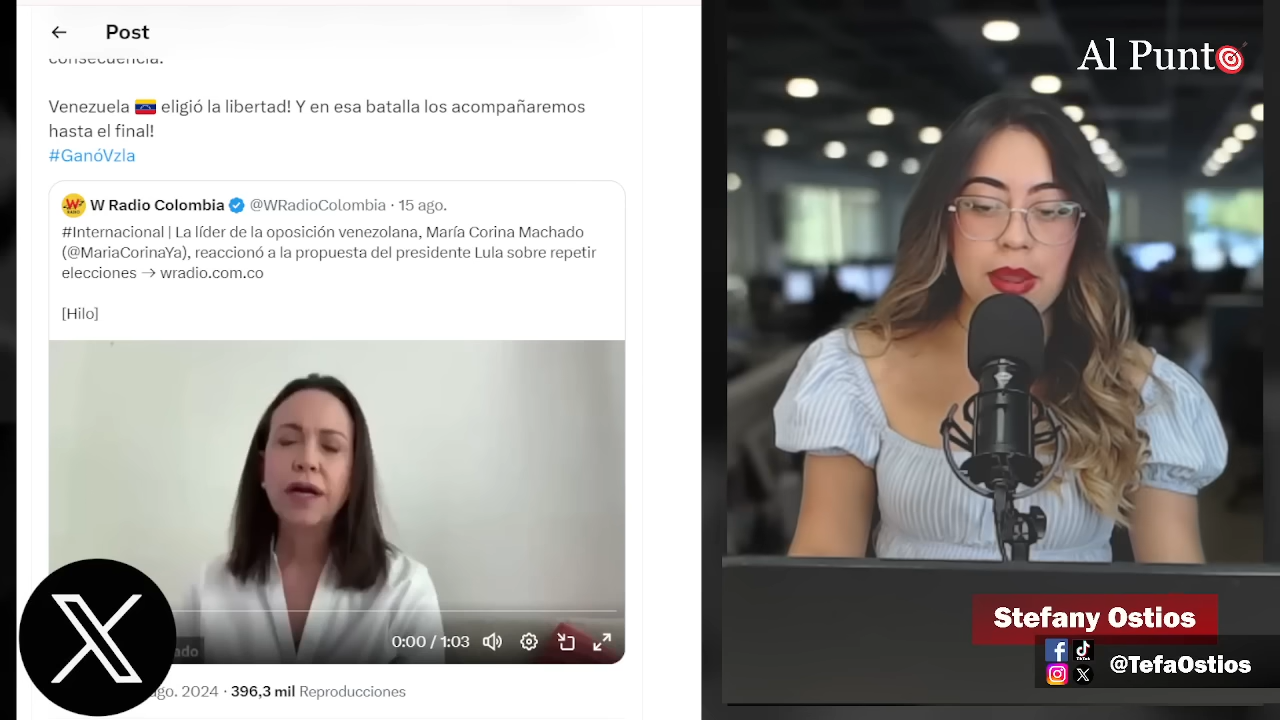 Post
consecuencia.
Venezuela 🇻🇪 eligió la libertad! Y en esa batalla los acompañaremos
hasta el final!
#GanóVzla
W Radio Colombia @WRadioColombia · 15 ago.
#Internacional | La líder de la oposición venezolana, María Corina Machado
(@MariaCorinaYa), reaccionó a la propuesta del presidente Lula sobre repetir
elecciones → wradio.com.co
[Hilo]
0:00 / 1:03
ago. 2024 · 396,3 mil Reproducciones
Al Punto
Stefany Ostios
@TefaOstios